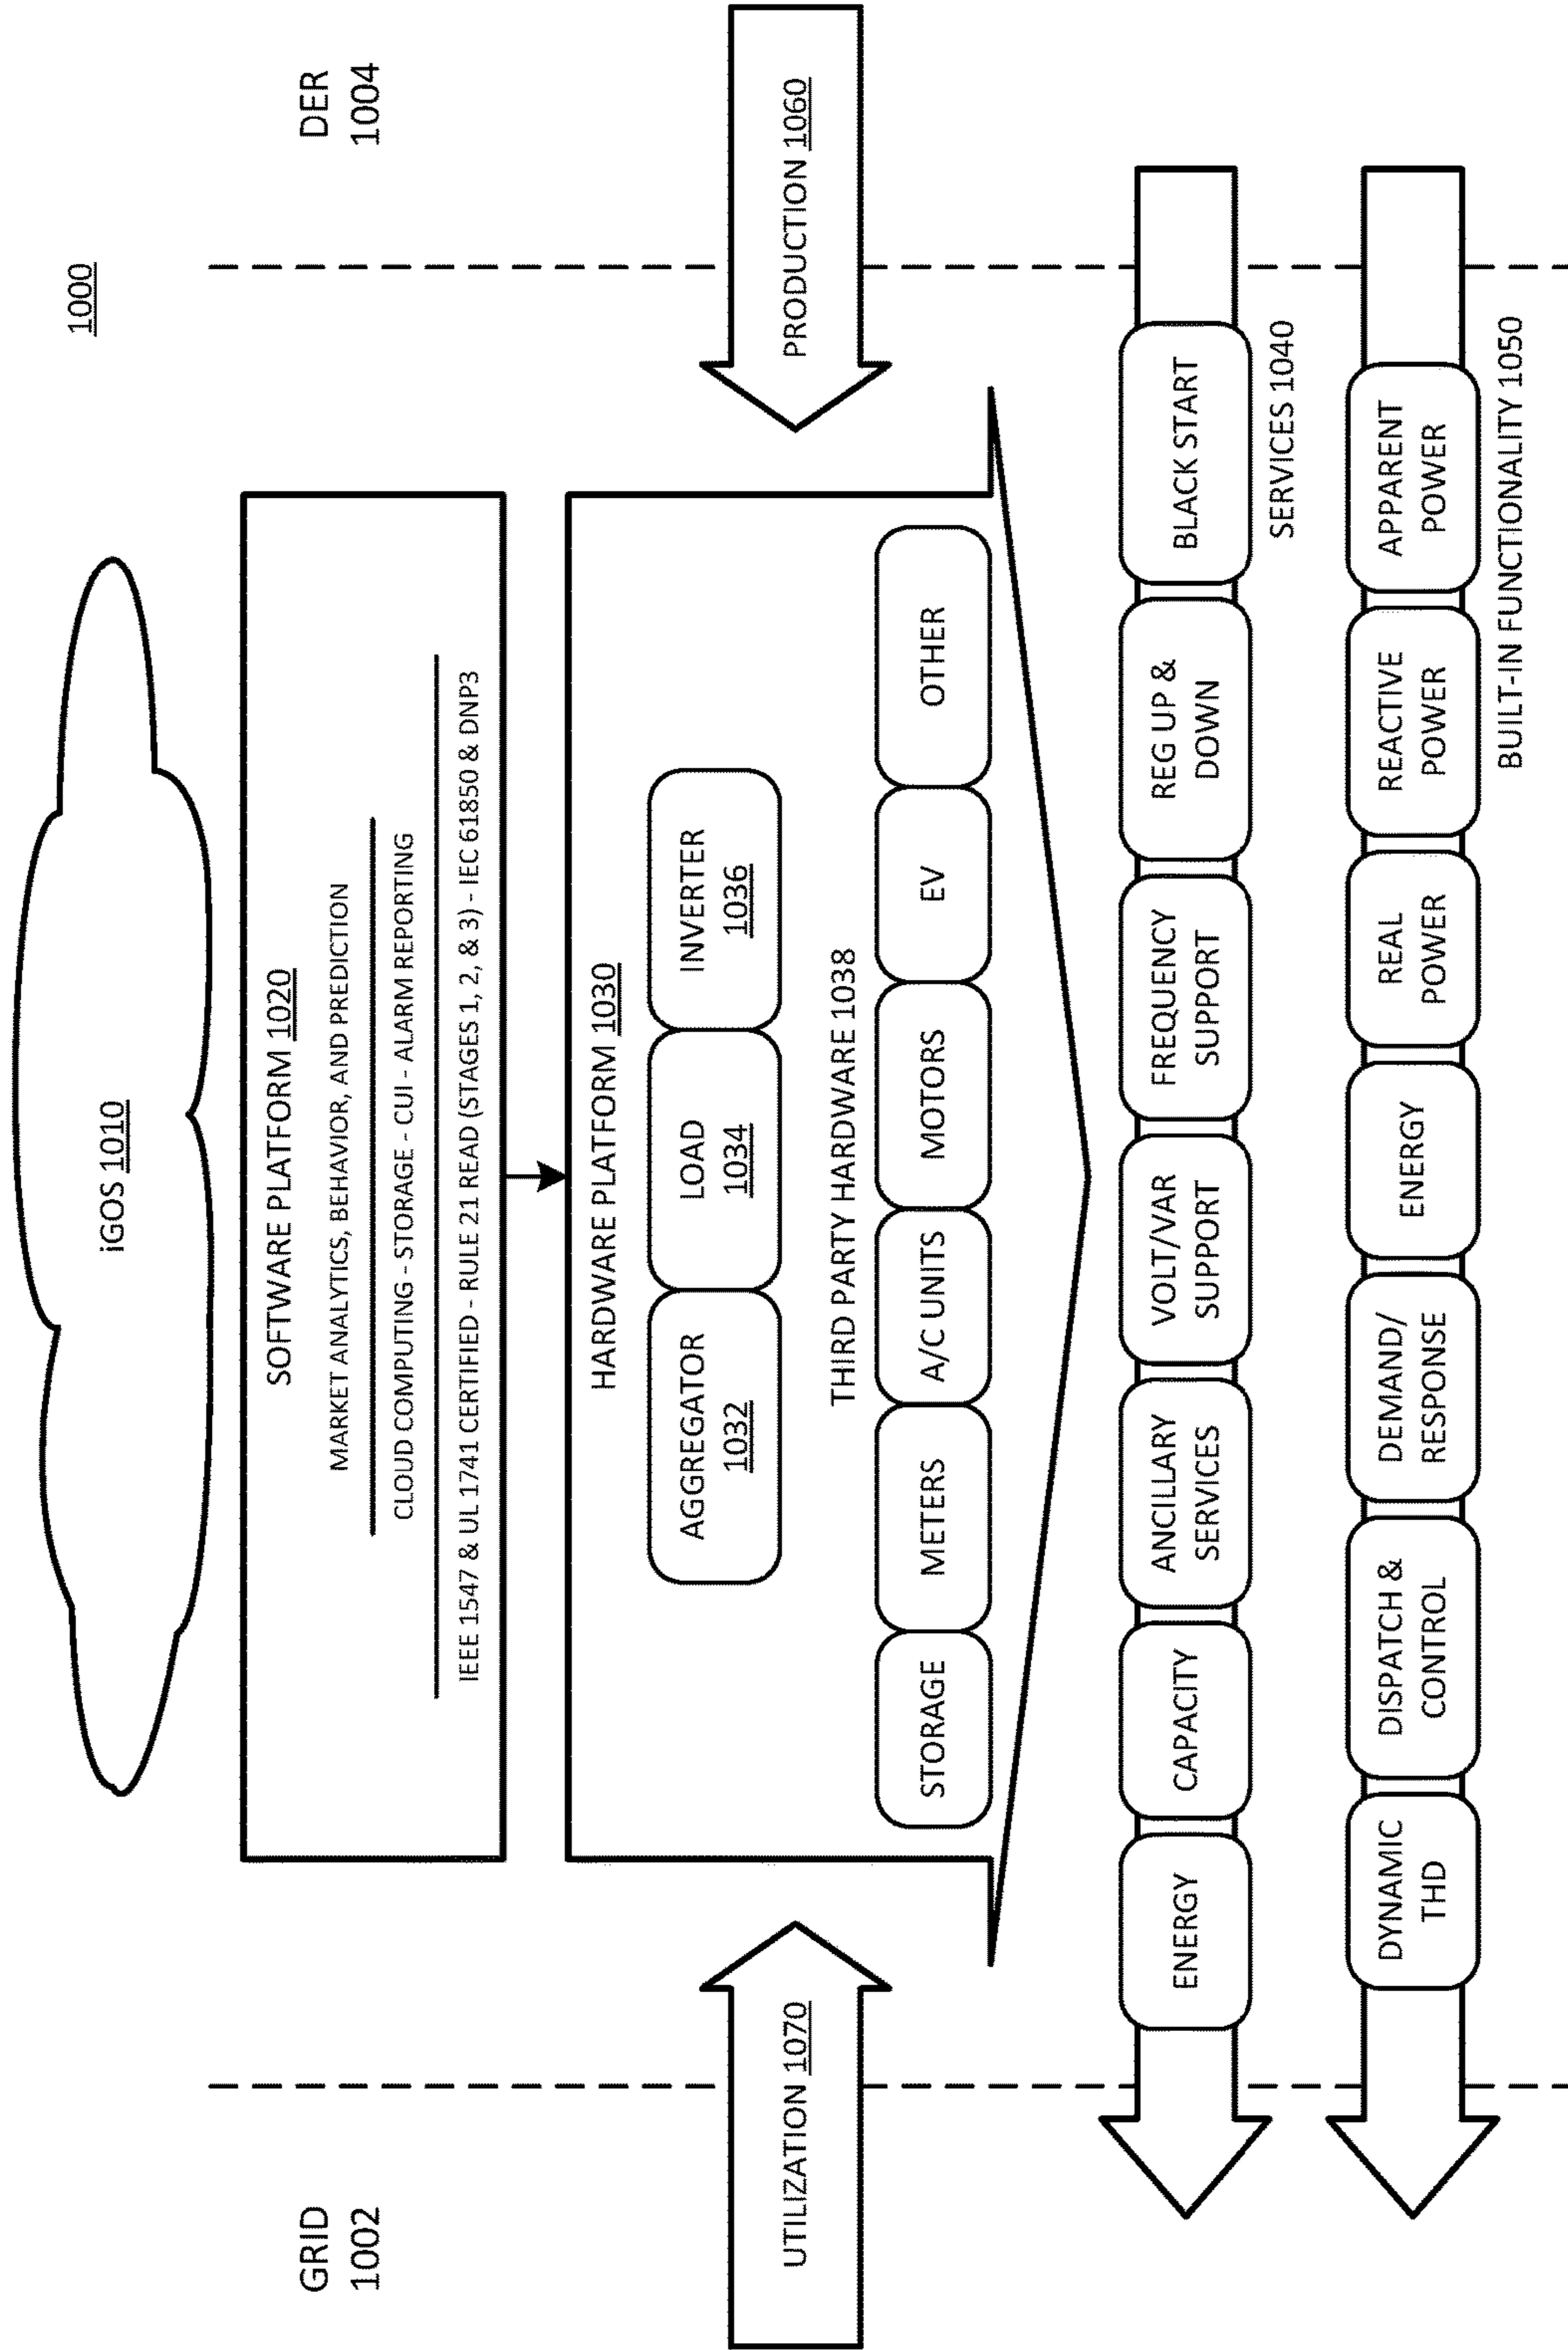 1000
iGOS 1010
GRID
1002
DER
1004
SOFTWARE PLATFORM 1020
MARKET ANALYTICS, BEHAVIOR, AND PREDICTION
CLOUD COMPUTING - STORAGE - CUI - ALARM REPORTING
IEEE 1547 & UL 1741 CERTIFIED - RULE 21 READ (STAGES 1, 2, & 3) - IEC 61850 & DNP3
HARDWARE PLATFORM 1030
AGGREGATOR
1032
LOAD
1034
INVERTER
1036
UTILIZATION 1070
PRODUCTION 1060
THIRD PARTY HARDWARE 1038
STORAGE
METERS
A/C UNITS
MOTORS
EV
OTHER
ENERGY
CAPACITY
ANCILLARY
SERVICES
VOLT/VAR
SUPPORT
FREQUENCY
SUPPORT
REG UP &
DOWN
BLACK START
SERVICES 1040
DYNAMIC
THD
DISPATCH &
CONTROL
DEMAND/
RESPONSE
ENERGY
REAL
POWER
REACTIVE
POWER
APPARENT
POWER
BUILT-IN FUNCTIONALITY 1050